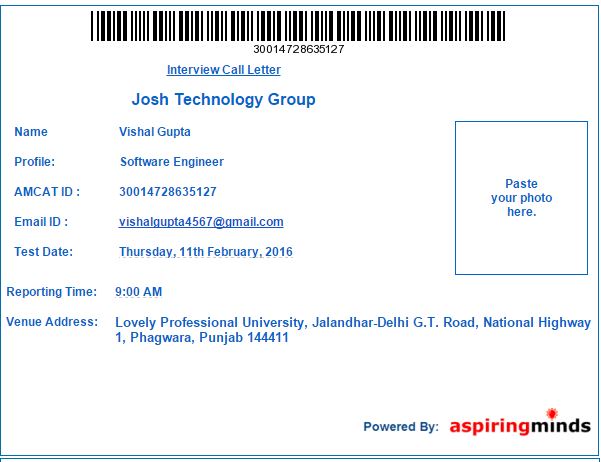 30014728635127
Interview Call Letter
Josh Technology Group
Name Vishal Gupta
Profile: Software Engineer
AMCAT ID : 30014728635127
Email ID : vishalgupta4567@gmail.com
Test Date: Thursday, 11th February, 2016
Paste
your photo
here.
Reporting Time: 9:00 AM
Venue Address: Lovely Professional University, Jalandhar-Delhi G.T. Road, National Highway
1, Phagwara, Punjab 144411
Powered By: aspiringminds